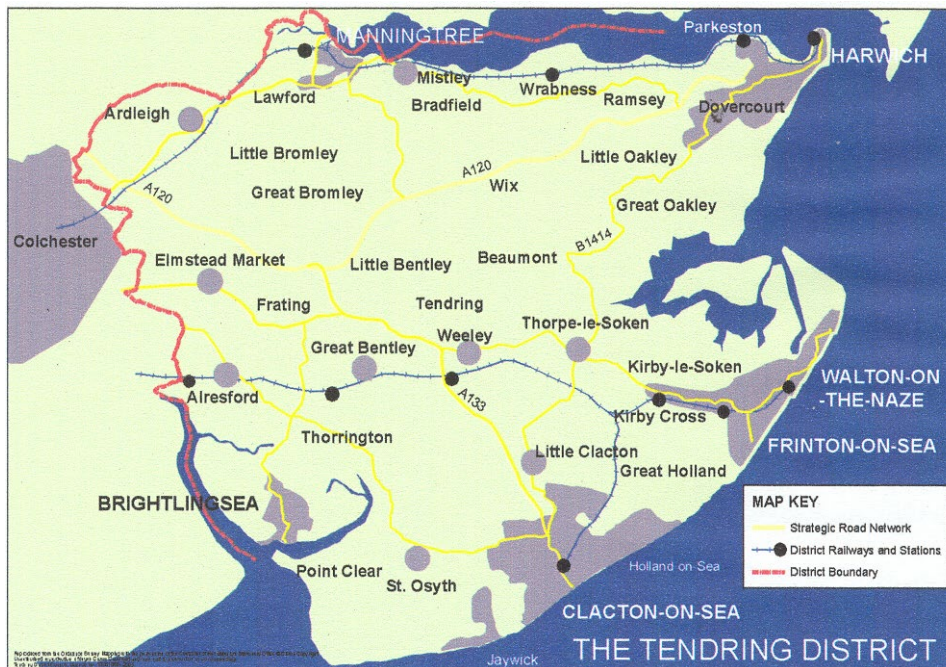 MANNINGTREE
Parkeston
HARWICH
Mistley
Wrabness
Lawford
Bradfield
Ramsey
Dovercourt
Ardleigh
Little Bromley
Little Oakley
A120
A120
Wix
Great Bromley
Great Oakley
Colchester
B1414
Elmstead Market
Little Bentley
Beaumont
Frating
Tendring
Thorpe-le-Soken
Weeley
Great Bentley
Kirby-le-Soken
WALTON-ON
-THE-NAZE
Alresford
A133
Kirby Cross
Thorrington
FRINTON-ON-SEA
Little Clacton
Great Holland
BRIGHTLINGSEA
MAP KEY
Strategic Road Network
District Railways and Stations
District Boundary
Holland-on-Sea
Point Clear
St. Osyth
CLACTON-ON-SEA
THE TENDRING DISTRICT
Jaywick